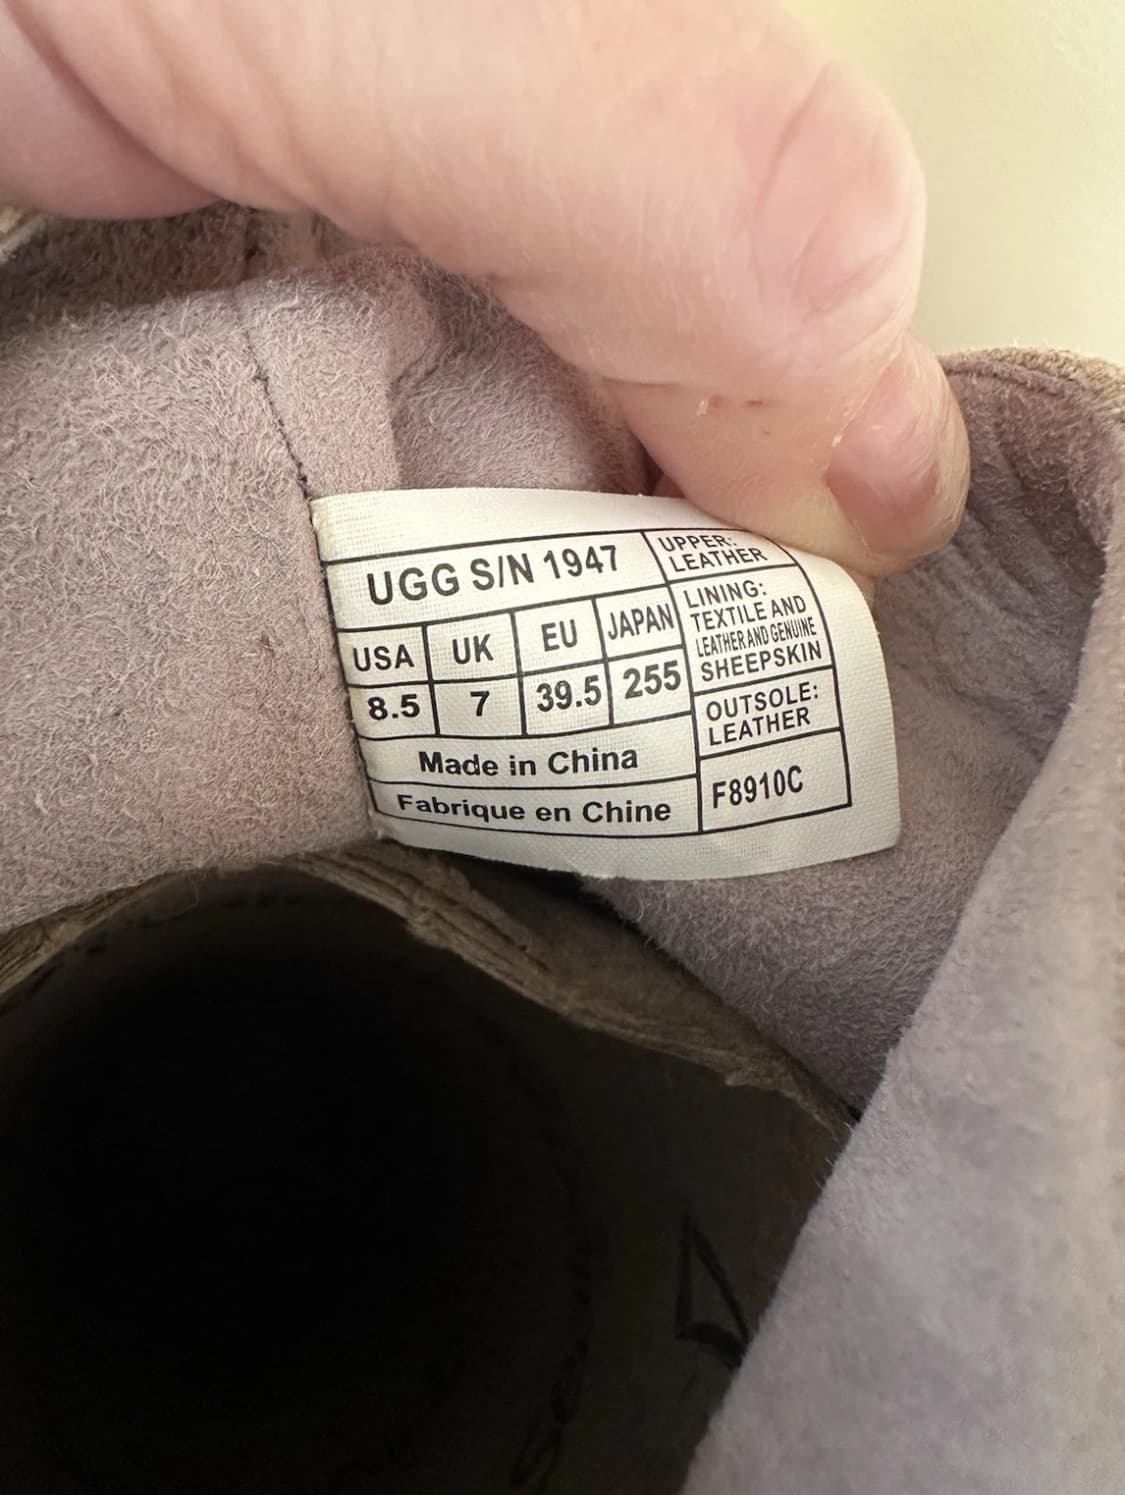 UGG S/N 1947
USA UK EU JAPAN
8.5 7 39.5 255
Made in China
Fabrique en Chine
UPPER:
LEATHER
LINING:
TEXTILE AND
LEATHER AND GENUINE
SHEEPSKIN
OUTSOLE:
LEATHER
F8910C